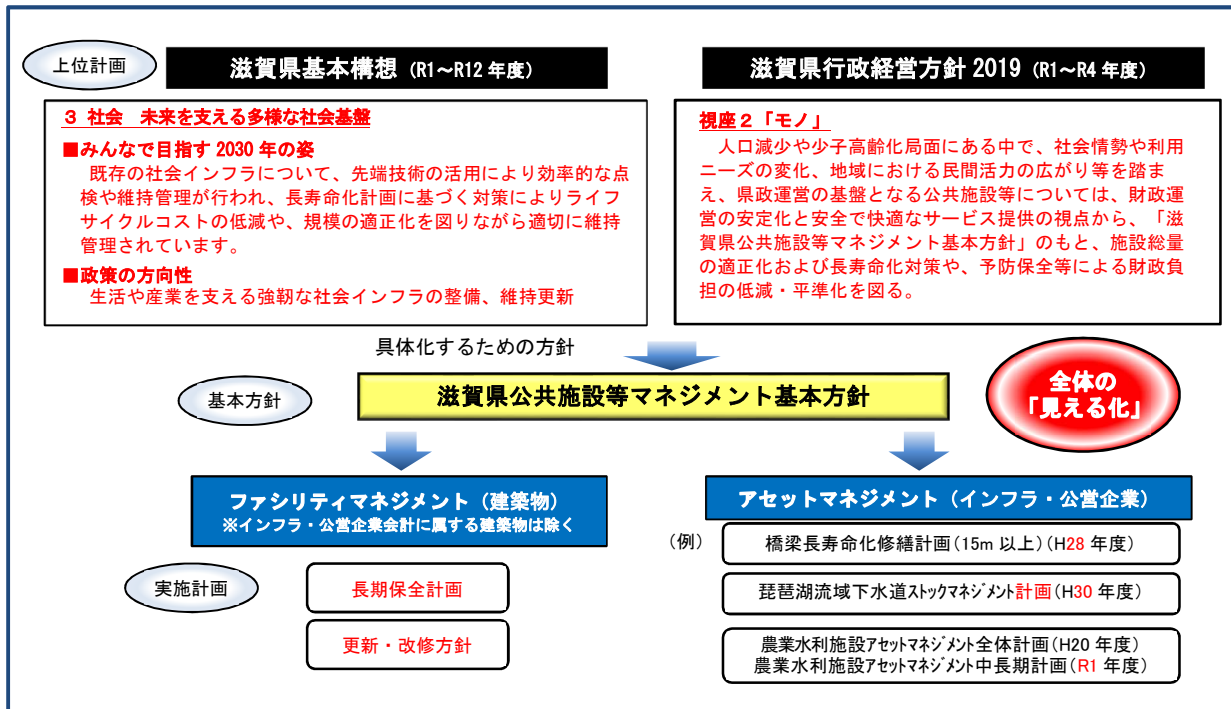 上位計画
滋賀県基本構想（R1～R12 年度）
滋賀県行政経営方針 2019（R1～R4 年度）
３ 社会　未来を支える多様な社会基盤
■みんなで目指す 2030 年の姿
既存の社会インフラについて、先端技術の活用により効率的な点
検や維持管理が行われ、長寿命化計画に基づく対策によりライフ
サイクルコストの低減や、規模の適正化を図りながら適切に維持
管理されています。
■政策の方向性
生活や産業を支える強靭な社会インフラの整備、維持更新
視座２「モノ」
人口減少や少子高齢化局面にある中で、社会情勢や利用
ニーズの変化、地域における民間活力の広がり等を踏ま
え、県政運営の基盤となる公共施設等については、財政運
営の安定化と安全で快適なサービス提供の視点から、「滋
賀県公共施設等マネジメント基本方針」のもと、施設総量
の適正化および長寿命化対策や、予防保全等による財政負
担の低減・平準化を図る。
具体化するための方針
基本方針
滋賀県公共施設等マネジメント基本方針
全体の
「見える化」
ファシリティマネジメント（建築物）
※インフラ・公営企業会計に属する建築物は除く
アセットマネジメント（インフラ・公営企業）
実施計画
長期保全計画
更新・改修方針
（例）
橋梁長寿命化修繕計画(15m 以上)(H28 年度)
琵琶湖流域下水道ｽﾄｯｸﾏﾈｼﾞﾒﾝﾄ計画(H30 年度)
農業水利施設ｱｾｯﾄﾏﾈｼﾞﾒﾝﾄ全体計画(H20 年度)
農業水利施設ｱｾｯﾄﾏﾈｼﾞﾒﾝﾄ中長期計画(R1 年度)